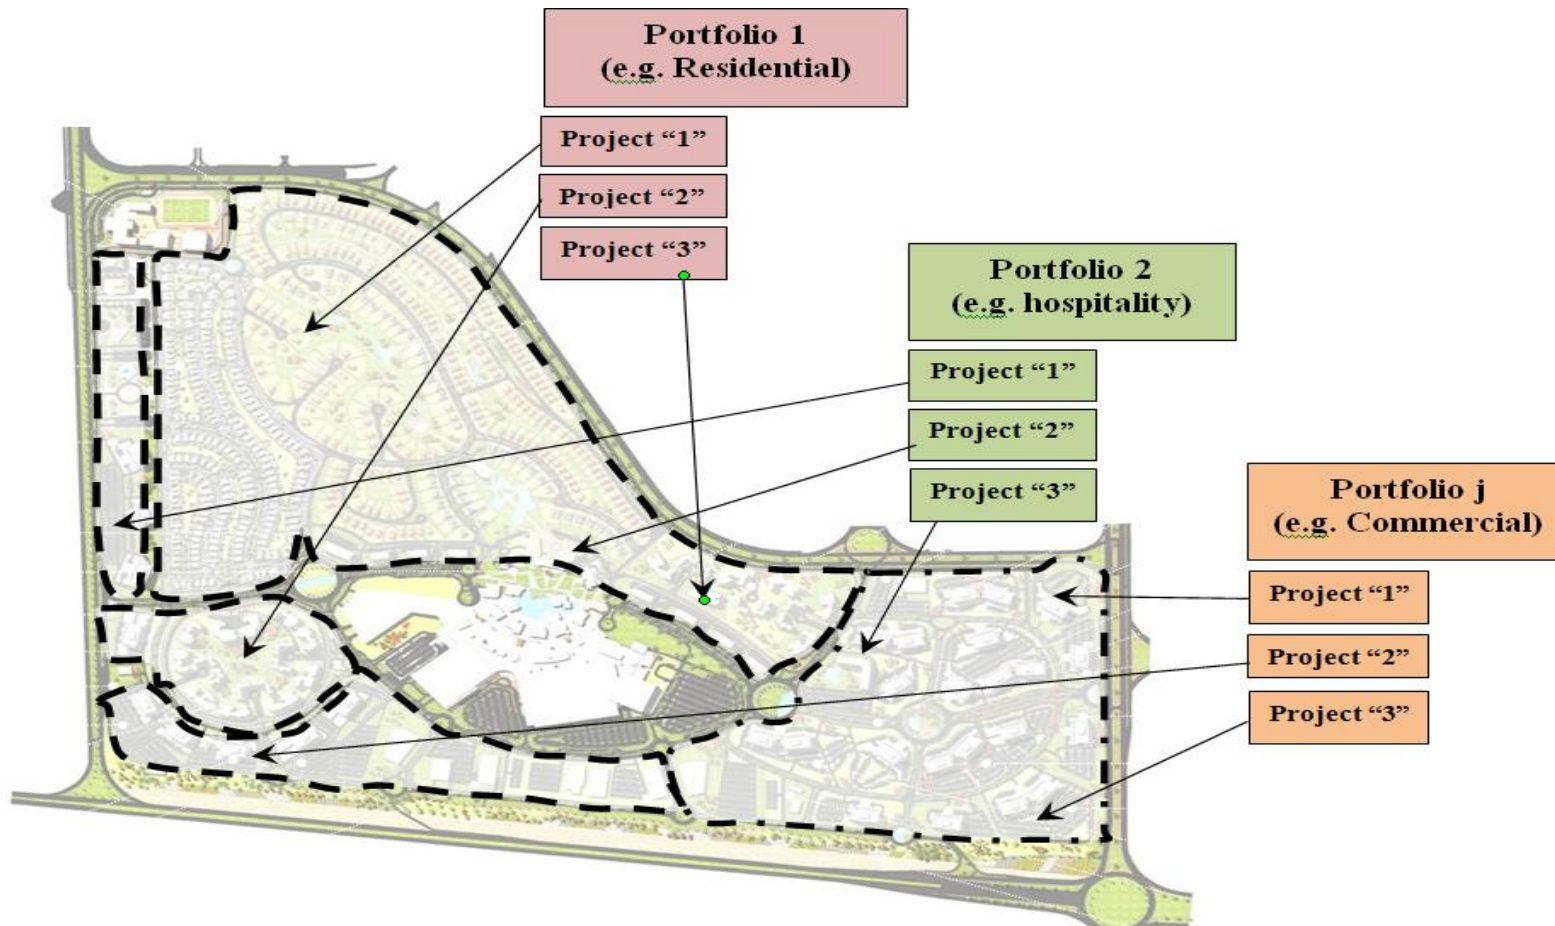 Portfolio 1
(e.g. Residential)
Project “1”
Project “2”
Project “3”
Portfolio 2
(e.g. hospitality)
Project “1”
Project “2”
Project “3”
Portfolio j
(e.g. Commercial)
Project “1”
Project “2”
Project “3”